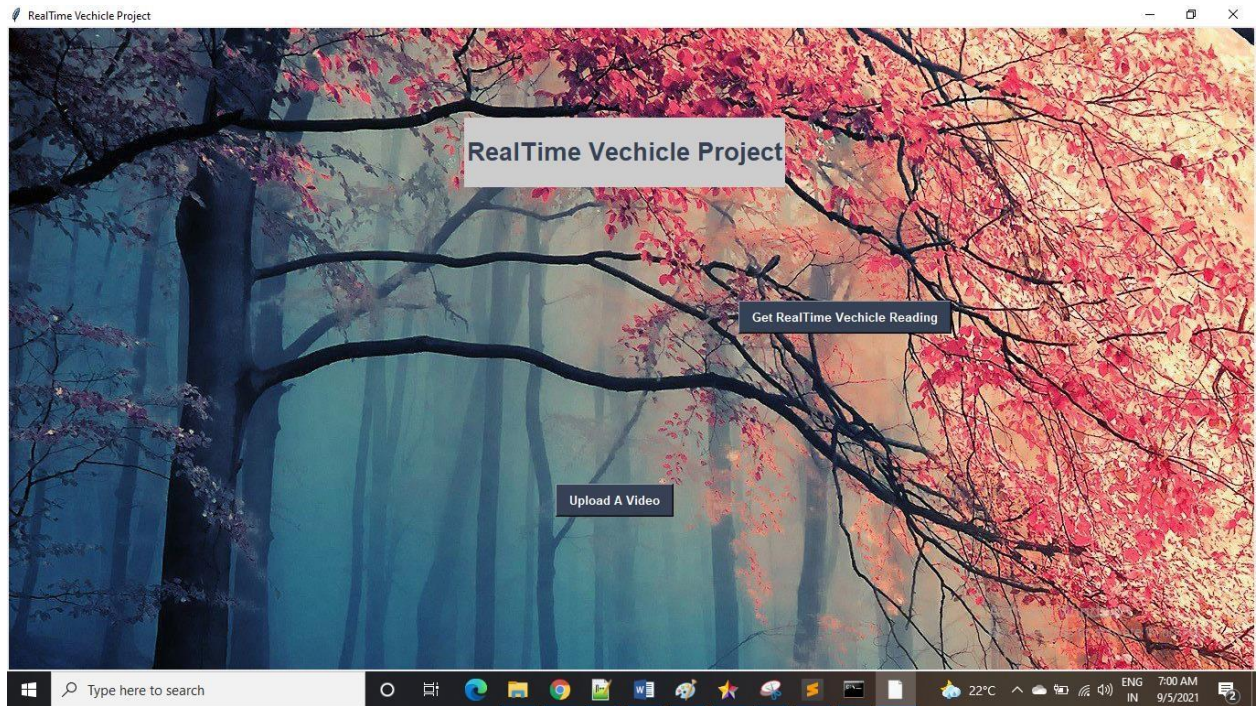 RealTime Vechicle Project
RealTime Vechicle Project
Get RealTime Vechicle Reading
Upload A Video
Type here to search
22°C
ENG
IN
7:00 AM
9/5/2021
2